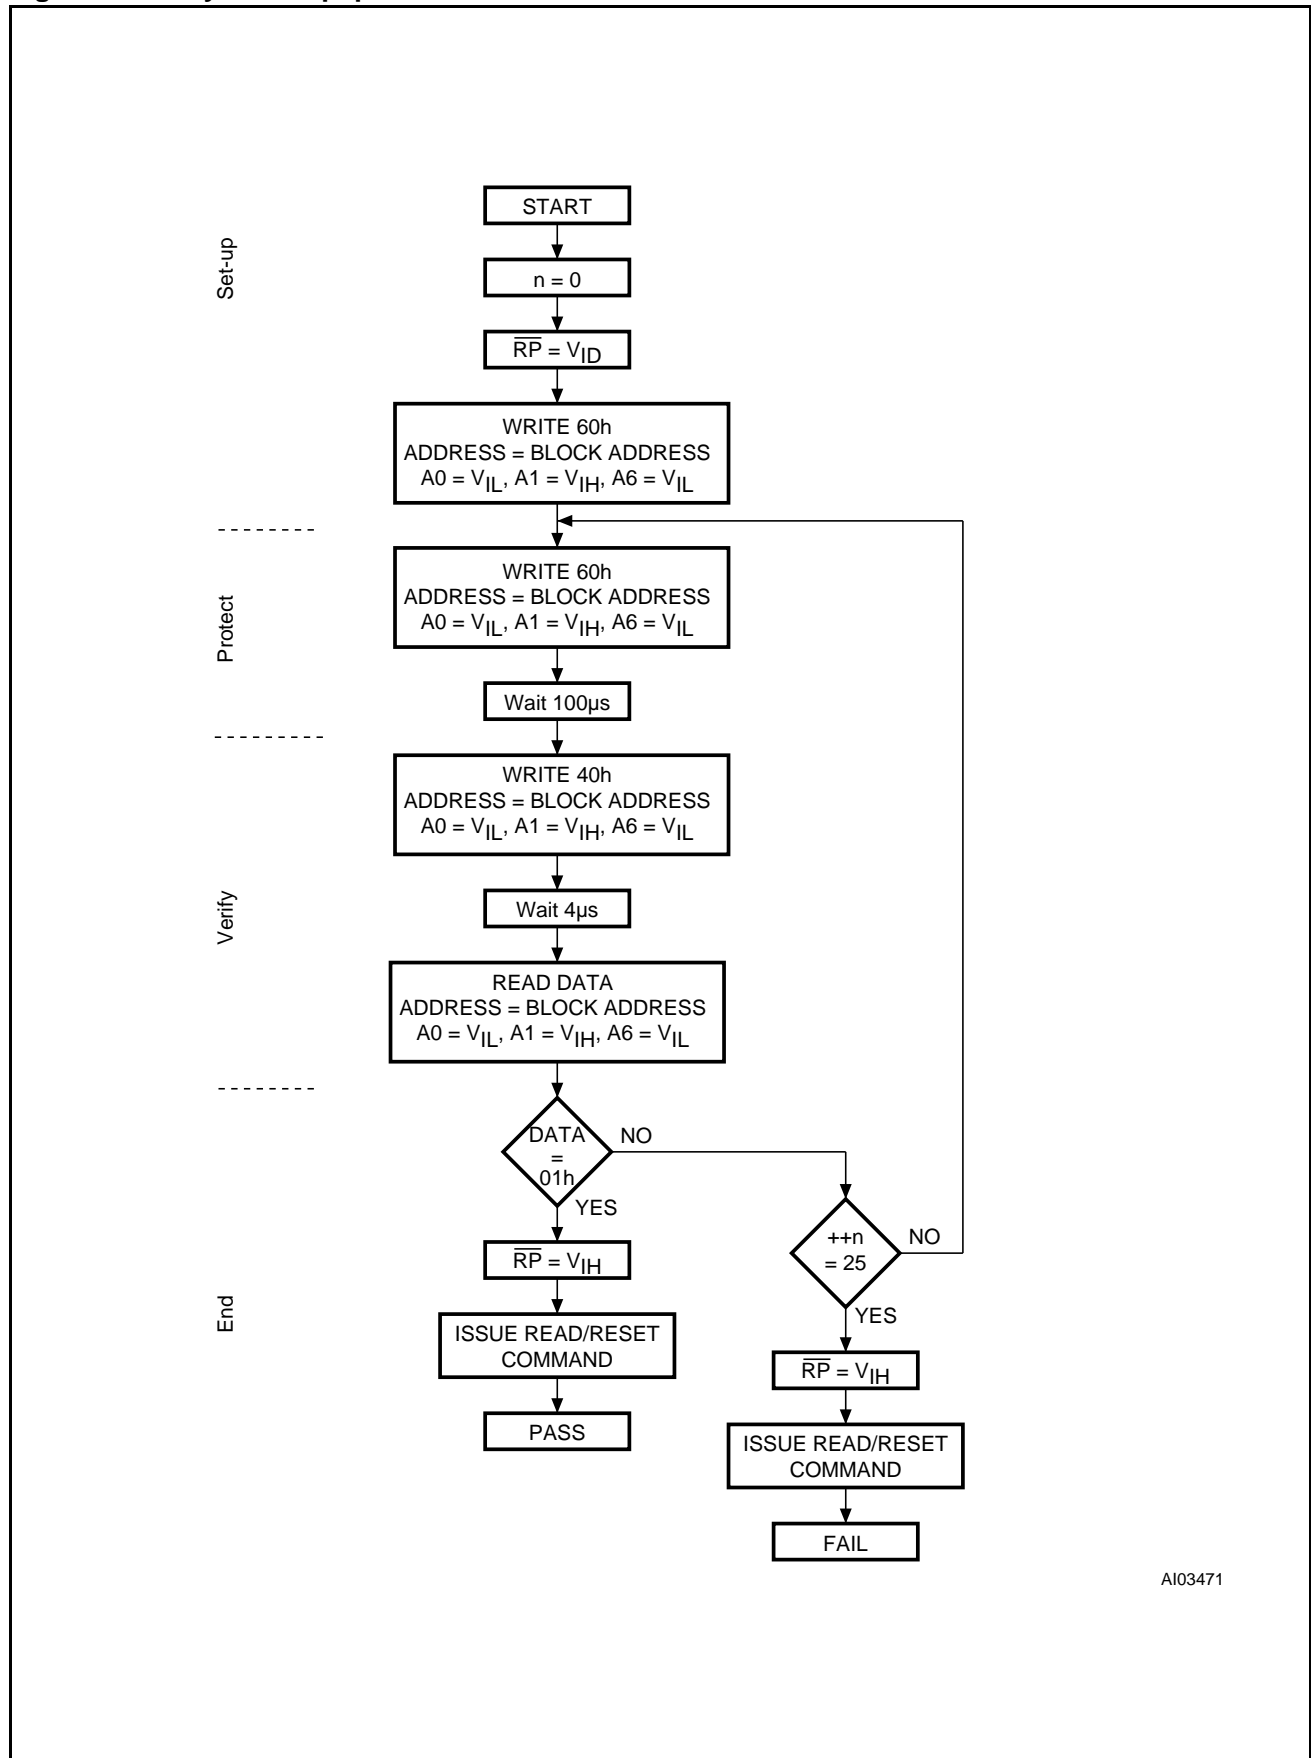 Set-up
START
n = 0
R̅P̅ = VID
WRITE 60h
ADDRESS = BLOCK ADDRESS
A0 = VIL, A1 = VIH, A6 = VIL
Protect
WRITE 60h
ADDRESS = BLOCK ADDRESS
A0 = VIL, A1 = VIH, A6 = VIL
Wait 100µs
Verify
WRITE 40h
ADDRESS = BLOCK ADDRESS
A0 = VIL, A1 = VIH, A6 = VIL
Wait 4µs
READ DATA
ADDRESS = BLOCK ADDRESS
A0 = VIL, A1 = VIH, A6 = VIL
End
DATA
=
01h
NO
YES
++n
= 25
NO
YES
R̅P̅ = VIH
ISSUE READ/RESET
COMMAND
PASS
R̅P̅ = VIH
ISSUE READ/RESET
COMMAND
FAIL
AI03471